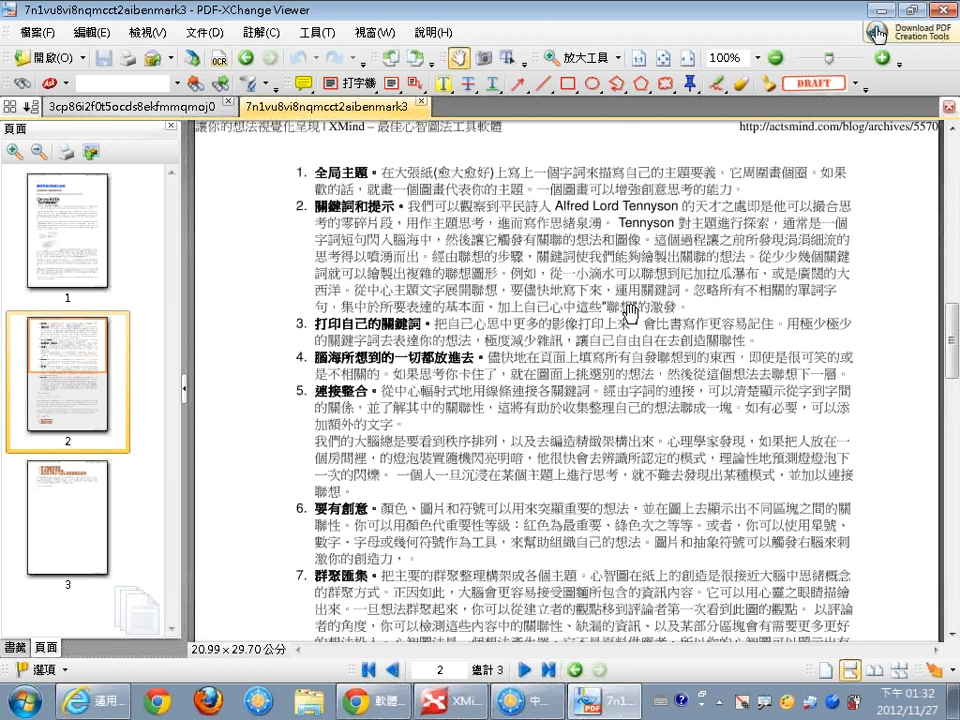 7n1vu8vi8nqmcct2aibenmark3 - PDF-XChange Viewer
檔案(F) 編輯(E) 檢視(V) 文件(D) 註解(C) 工具(T) 視窗(W) 說明(H)
Download PDF Creation Tools
開啟(O)... OCR 放大工具 100%
打字機 DRAFT
3cp86i2f0t5ocds8ekfmmqmoj0 7n1vu8vi8nqmcct2aibenmark3
頁面
1
2
3
讓你的想法視覺化呈現 | XMind – 最佳心智圖法工具軟體 http://actsmind.com/blog/archives/5570
1. 全局主題。在大張紙(愈大愈好)上寫上一個字詞來描寫自己的主題要義。它周圍畫個圈。如果
歡的話，就畫一個圖畫代表你的主題。一個圖畫可以增強創意思考的能力。
2. 關鍵詞和提示。我們可以觀察到平民詩人 Alfred Lord Tennyson 的天才之處即是他可以撮合思
考的零碎片段，用作主題思考，進而寫作思緒泉湧。 Tennyson 對主題進行探索，通常是一個
字詞短句閃入腦海中，然後讓它觸發有關聯的想法和圖像。這個過程讓之前所發現涓涓細流的
思考得以噴湧而出。經由聯想的步驟，關鍵詞使我們能夠繪製出關聯的想法。從少少幾個關鍵
詞就可以繪製出複雜的聯想圖形。例如，從一小滴水可以聯想到尼加拉瓜瀑布、或是廣闊的大
西洋。從中心主題文字展開聯想，要儘快地寫下來，運用關鍵詞。忽略所有不相關的單詞字
句，集中於所要表達的基本面、加上自己心中這些"聯想"的激發。
3. 打印自己的關鍵詞。把自己心思中更多的影像打印上來，會比書寫作更容易記住。用極少極少
的關鍵字詞去表達你的想法，極度減少雜訊，讓自己自由自在去創造關聯性。
4. 腦海所想到的一切都放進去。儘快地在頁面上填寫所有自發聯想到的東西，即使是很可笑的或
是不相關的。如果思考你卡住了，就在圖面上挑選別的想法，然後從這個想法去聯想下一層。
5. 連接整合。從中心輻射式地用線條連接各關鍵詞。經由字詞的連接，可以清楚顯示從字到字間
的關係，並了解其中的關聯性，這將有助於收集整理自己的想法聯成一塊。如有必要，可以添
加額外的文字。
我們的大腦總是要看到秩序排列，以及去編造精緻架構出來。心理學家發現，如果把人放在一
個房間裡，的燈泡裝置隨機閃亮明暗，他很快會去辨識所認定的模式，理論性地預測燈燈泡下
一次的閃爍。 一個人一旦沉浸在某個主題上進行思考，就不難去發現出某種模式，並加以連接
聯想。
6. 要有創意。顏色、圖片和符號可以用來突顯重要的想法，並在圖上去顯示出不同區塊之間的關
聯性。你可以用顏色代重要性等級：紅色為最重要、綠色次之等等。或者，你可以使用星號、
數字、字母或幾何符號作為工具，來幫助組織自己的想法。圖片和抽象符號可以觸發右腦來刺
激你的創造力，。
7. 群聚匯集。把主要的群聚整理構架成各個主題。心智圖在紙上的創造是很接近大腦中思緒概念
的群聚方式。正因如此，大腦會更容易接受圖麵所包含的資訊內容。它可以用心靈之眼睛描繪
出來。一旦想法群聚起來，你可以從建立者的觀點移到評論者第一次看到此圖的觀點。 以評論
者的角度，你可以檢測這些內容中的關聯性、缺漏的資訊、以及某部分區塊會有需要更多更好
20.99 x 29.70 公分
書籤 頁面
選項 2 總計 3
適用... 軟體... XMi... 中... 7n1...
下午 01:32
2012/11/27